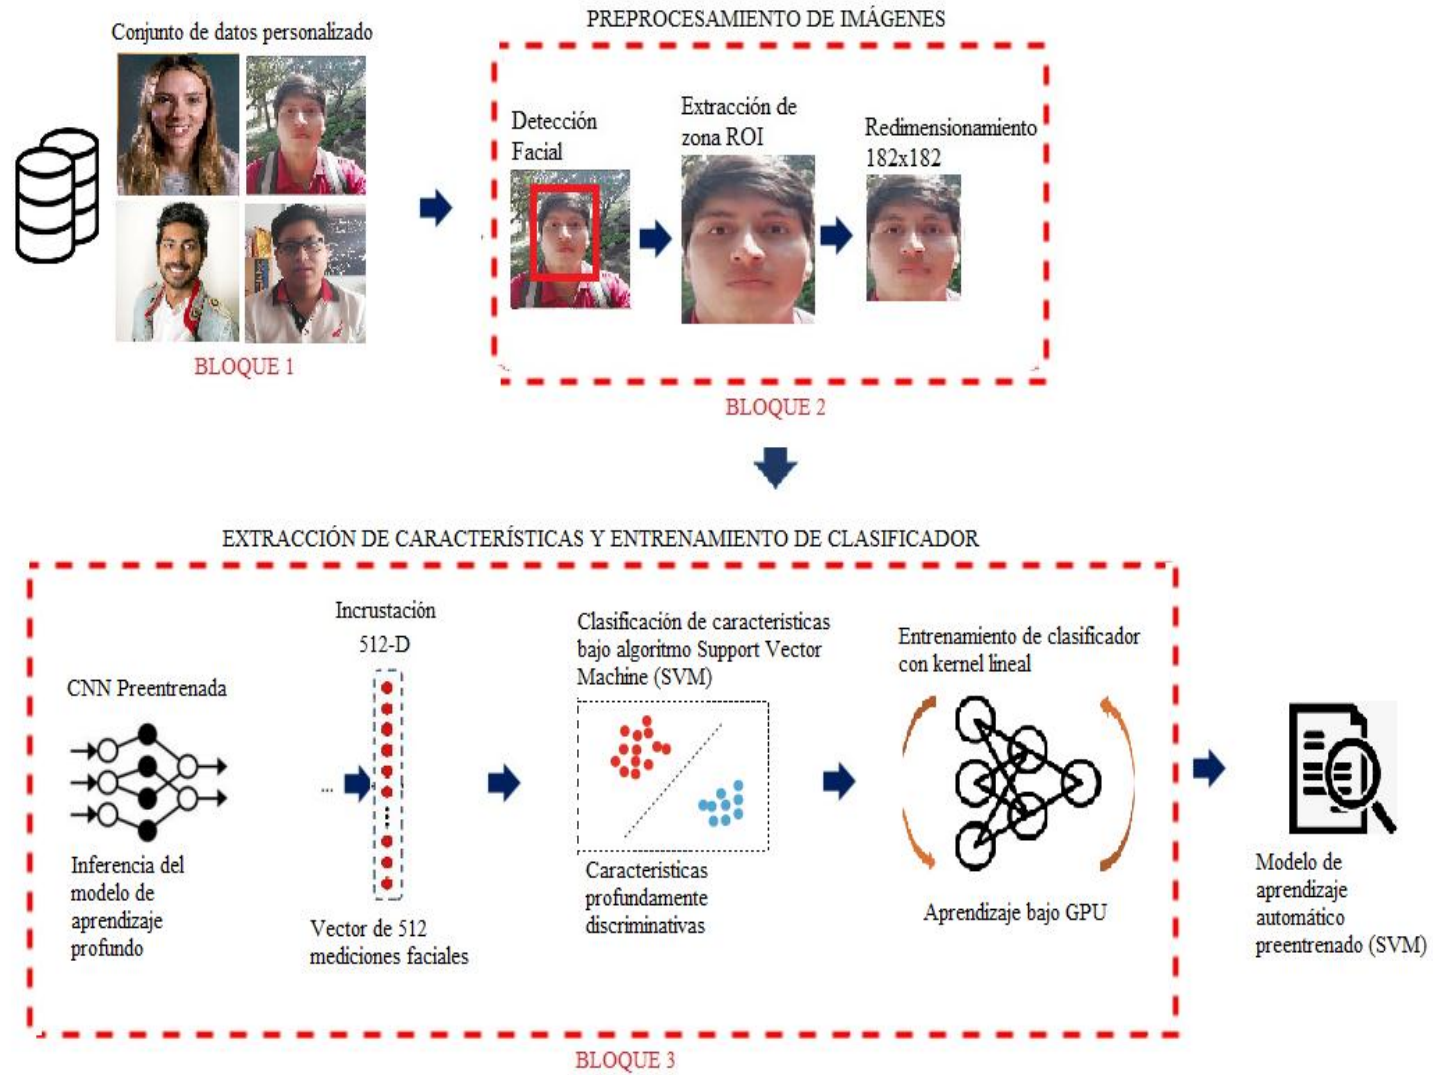 PREPROCESAMIENTO DE IMÁGENES
Conjunto de datos personalizado
BLOQUE 1
Detección
Facial
Extracción de
zona ROI
Redimensionamiento
182x182
BLOQUE 2
EXTRACCIÓN DE CARACTERÍSTICAS Y ENTRENAMIENTO DE CLASIFICADOR
CNN Preentrenada
Inferencia del
modelo de
aprendizaje
profundo
...
Incrustación
512-D
Vector de 512
mediciones faciales
Clasificación de características
bajo algoritmo Support Vector
Machine (SVM)
Características
profundamente
discriminativas
Entrenamiento de clasificador
con kernel lineal
Aprendizaje bajo GPU
Modelo de
aprendizaje
automático
preentrenado (SVM)
BLOQUE 3